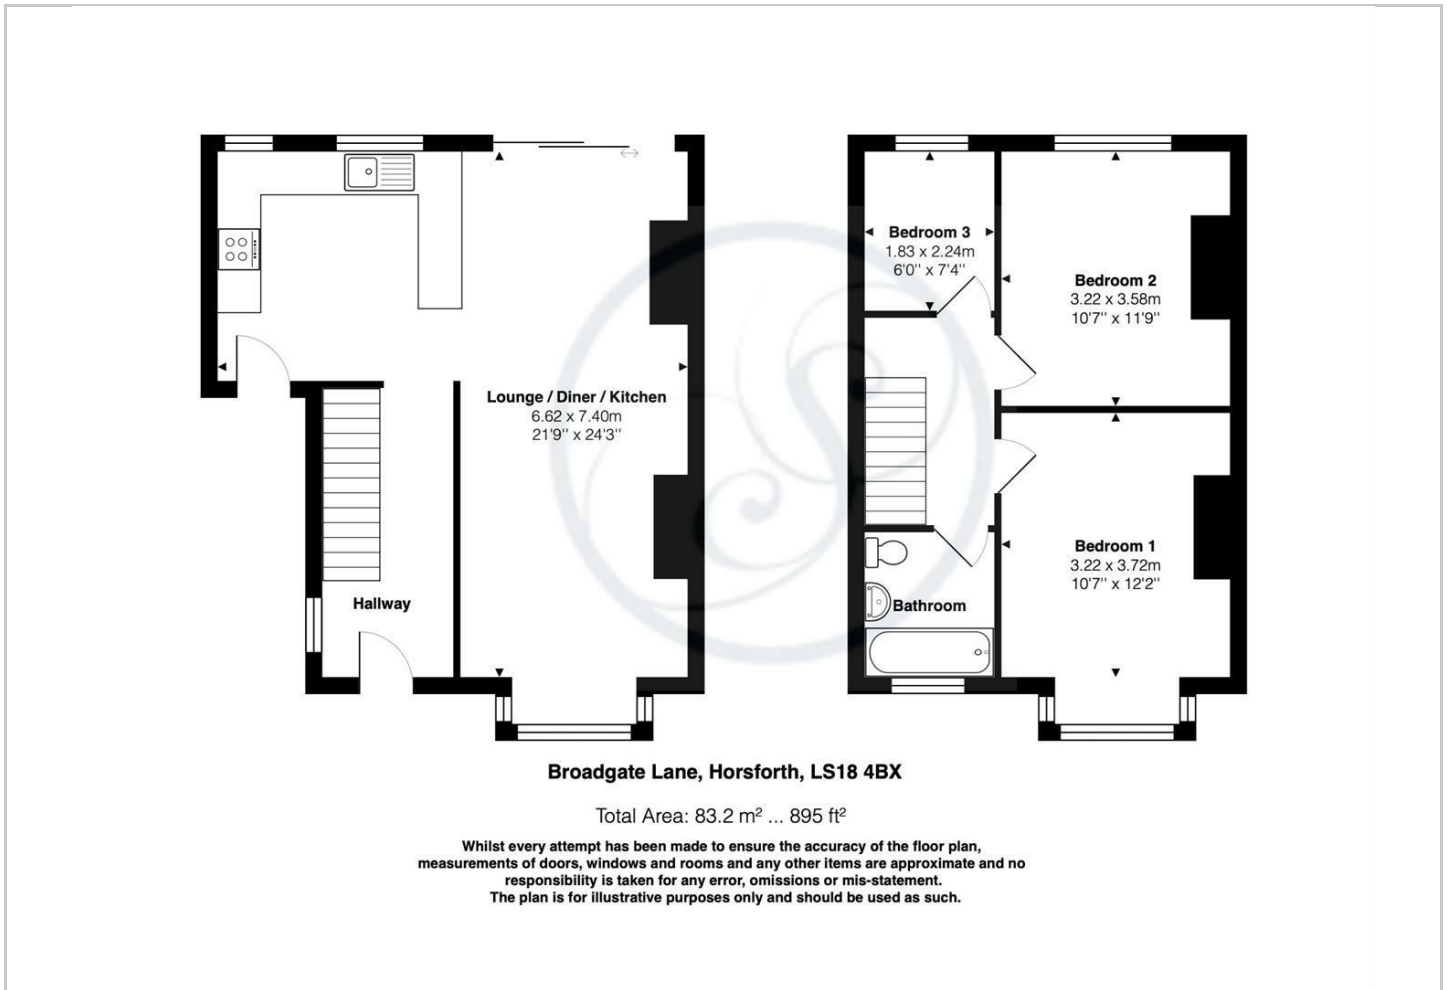 Bedroom 3
1.83 x 2.24m
6'0'' x 7'4''
Bedroom 2
3.22 x 3.58m
10'7'' x 11'9''
Lounge / Diner / Kitchen
6.62 x 7.40m
21'9'' x 24'3''
Bedroom 1
3.22 x 3.72m
10'7'' x 12'2''
Hallway
Bathroom
Broadgate Lane, Horsforth, LS18 4BX
Total Area: 83.2 m² ... 895 ft²
Whilst every attempt has been made to ensure the accuracy of the floor plan,
measurements of doors, windows and rooms and any other items are approximate and no
responsibility is taken for any error, omissions or mis-statement.
The plan is for illustrative purposes only and should be used as such.